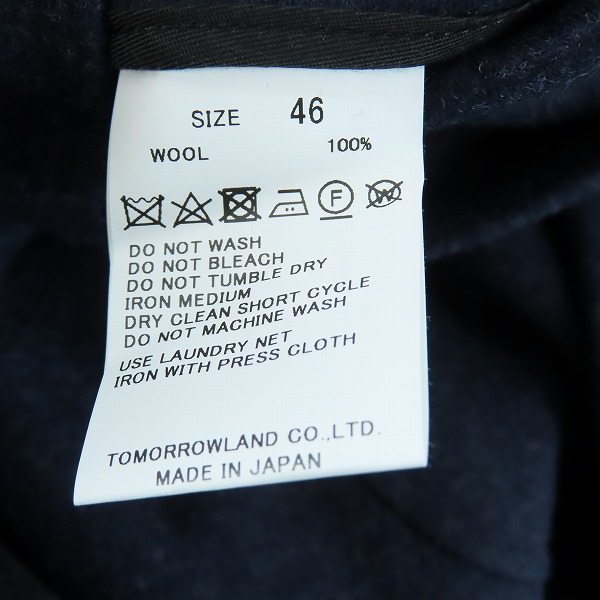 SIZE 46
WOOL 100%
F W
DO NOT WASH
DO NOT BLEACH
DO NOT TUMBLE DRY
IRON MEDIUM
DRY CLEAN SHORT CYCLE
DO NOT MACHINE WASH
USE LAUNDRY NET
IRON WITH PRESS CLOTH
TOMORROWLAND CO.,LTD.
MADE IN JAPAN